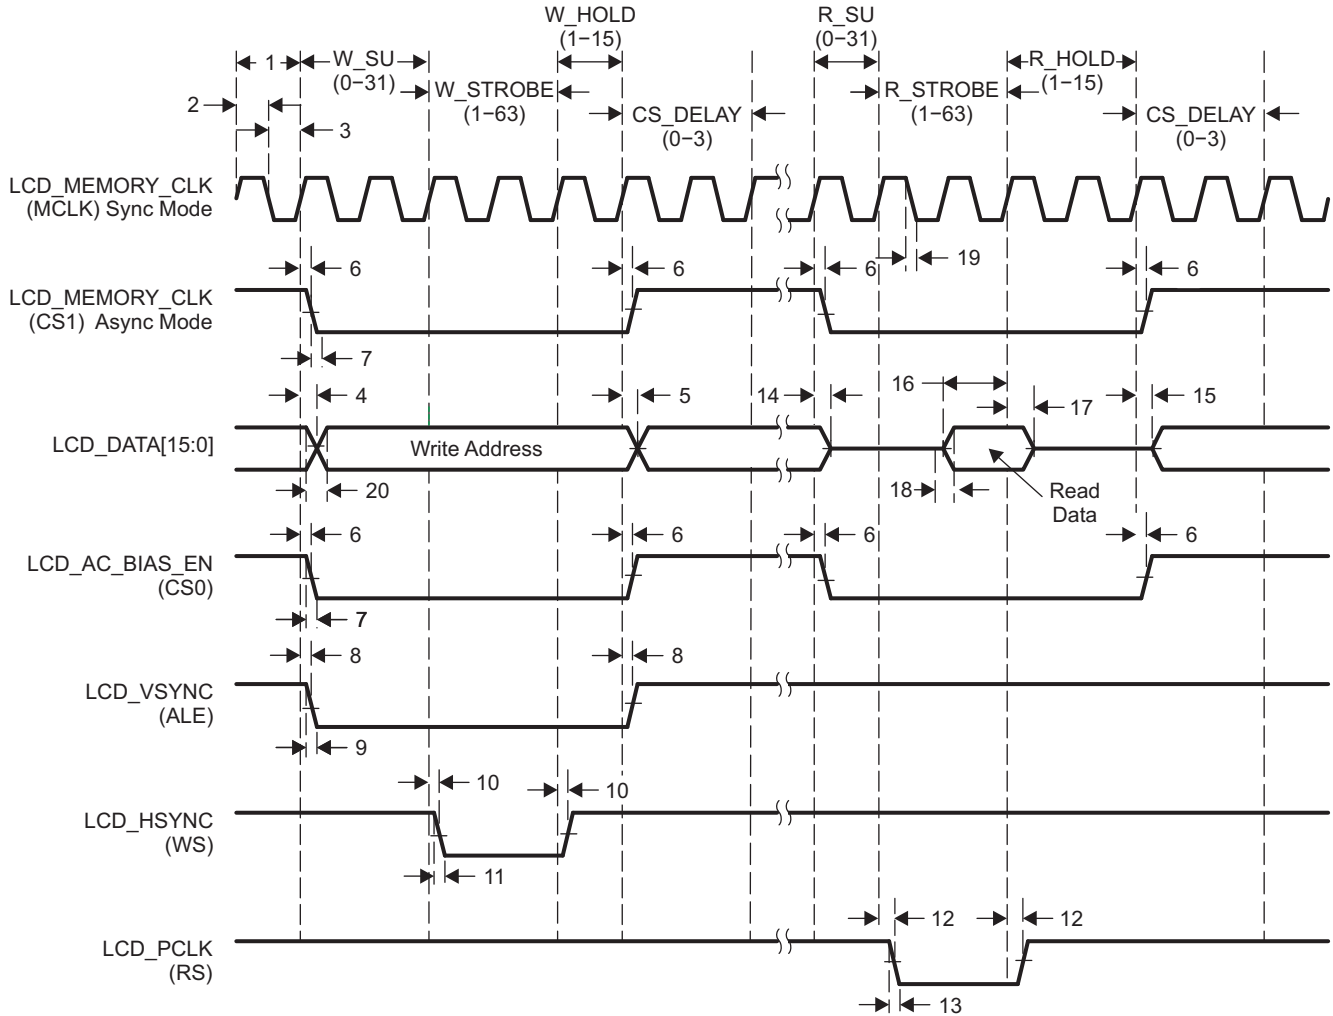 W_HOLD
(1−15)
R_SU
(0−31)
1
W_SU
(0−31)
R_HOLD
(1−15)
W_STROBE
(1−63)
R_STROBE
(1−63)
2
3
CS_DELAY
(0−3)
CS_DELAY
(0−3)
LCD_MEMORY_CLK
(MCLK) Sync Mode
19
6
6
6
6
LCD_MEMORY_CLK
(CS1) Async Mode
7
4
5
14
16
17
15
LCD_DATA[15:0]
Write Address
20
18
Read
Data
6
6
6
6
LCD_AC_BIAS_EN
(CS0)
7
8
8
LCD_VSYNC
(ALE)
9
10
10
LCD_HSYNC
(WS)
11
12
12
LCD_PCLK
(RS)
13